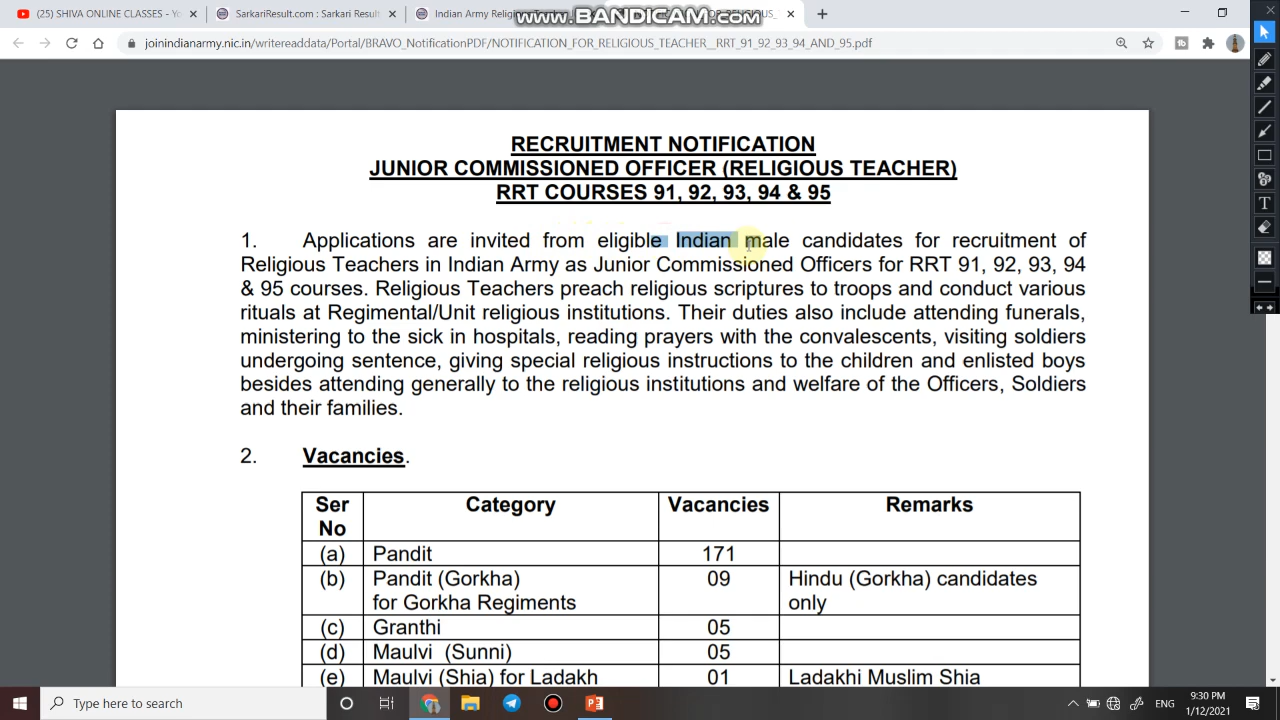 (25) SHIVA ONLINE CLASSES - Yo
SarkariResult.com : Sarkari Result
Indian Army Religious Te
www.BANDICAM.com
joinindianarmy.nic.in/writereaddata/Portal/BRAVO_NotificationPDF/NOTIFICATION_FOR_RELIGIOUS_TEACHER__RRT_91_92_93_94_AND_95.pdf
RECRUITMENT NOTIFICATION
JUNIOR COMMISSIONED OFFICER (RELIGIOUS TEACHER)
RRT COURSES 91, 92, 93, 94 & 95
1. Applications are invited from eligible Indian male candidates for recruitment of
Religious Teachers in Indian Army as Junior Commissioned Officers for RRT 91, 92, 93, 94
& 95 courses. Religious Teachers preach religious scriptures to troops and conduct various
rituals at Regimental/Unit religious institutions. Their duties also include attending funerals,
ministering to the sick in hospitals, reading prayers with the convalescents, visiting soldiers
undergoing sentence, giving special religious instructions to the children and enlisted boys
besides attending generally to the religious institutions and welfare of the Officers, Soldiers
and their families.
2. Vacancies.
Ser No Category Vacancies Remarks
(a) Pandit 171
(b) Pandit (Gorkha) 09 Hindu (Gorkha) candidates
for Gorkha Regiments only
(c) Granthi 05
(d) Maulvi (Sunni) 05
(e) Maulvi (Shia) for Ladakh 01 Ladakhi Muslim Shia
Type here to search
ENG
9:30 PM
1/12/2021